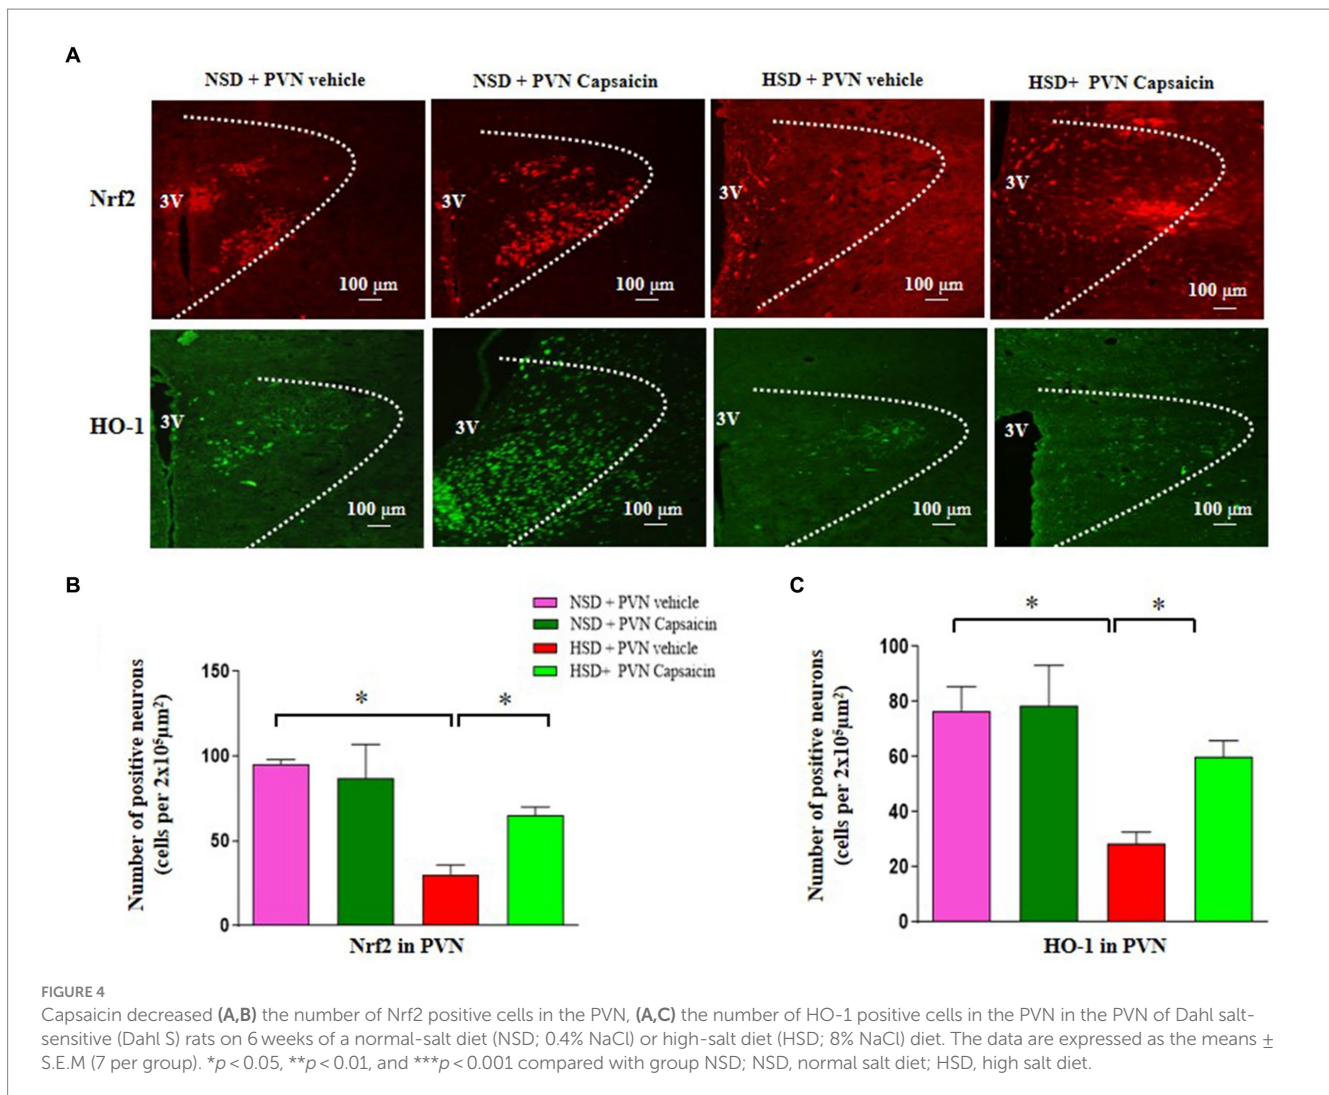 A
NSD + PVN vehicle
NSD + PVN Capsaicin
HSD + PVN vehicle
HSD+ PVN Capsaicin
Nrf2
3V
100 μm
3V
100 μm
3V
100 μm
3V
100 μm
HO-1
3V
100 μm
3V
100 μm
3V
100 μm
3V
100 μm
B
NSD + PVN vehicle
NSD + PVN Capsaicin
HSD + PVN vehicle
HSD+ PVN Capsaicin
Number of positive neurons
(cells per 2x10⁵μm²)
150
100
50
0
*
*
Nrf2 in PVN
C
*
*
Number of positive neurons
(cells per 2x10⁵μm²)
100
80
60
40
20
0
HO-1 in PVN
FIGURE 4
Capsaicin decreased (A,B) the number of Nrf2 positive cells in the PVN, (A,C) the number of HO-1 positive cells in the PVN in the PVN of Dahl salt-
sensitive (Dahl S) rats on 6 weeks of a normal-salt diet (NSD; 0.4% NaCl) or high-salt diet (HSD; 8% NaCl) diet. The data are expressed as the means ±
S.E.M (7 per group). *p < 0.05, **p < 0.01, and ***p < 0.001 compared with group NSD; NSD, normal salt diet; HSD, high salt diet.